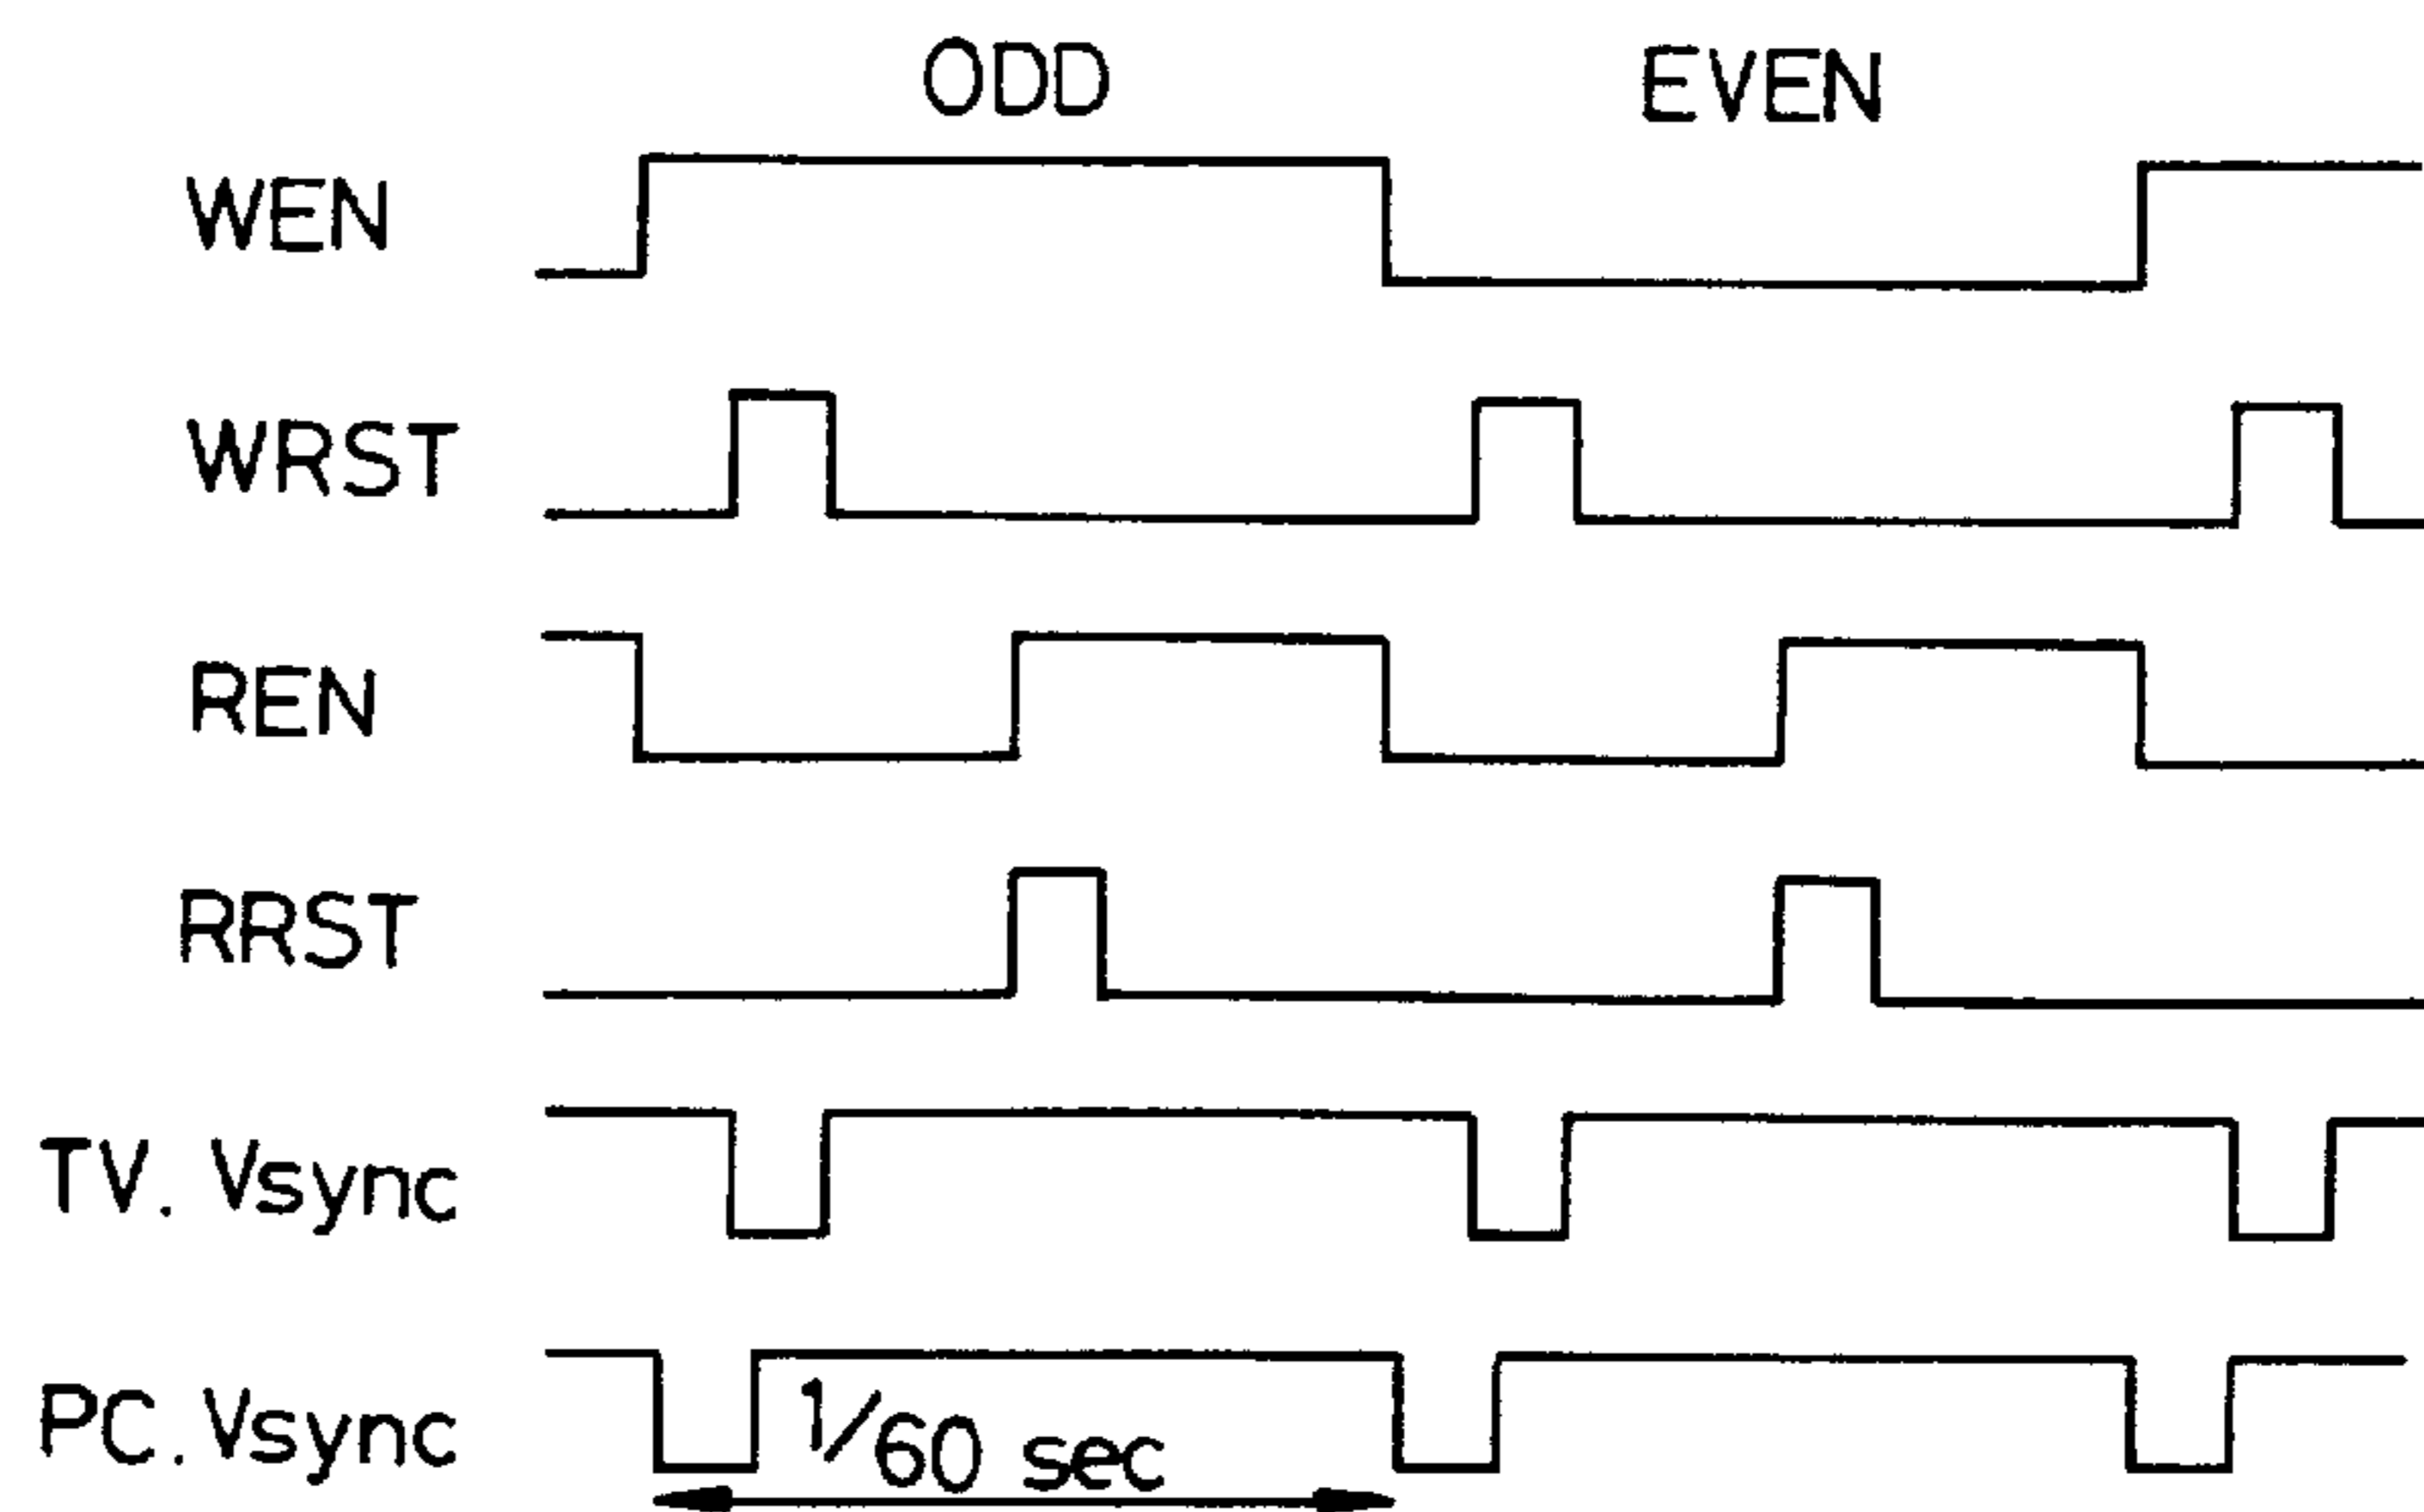 ODD EVEN
WEN
WRST
REN
RRST
TV. Vsync
PC. Vsync
1/60 sec